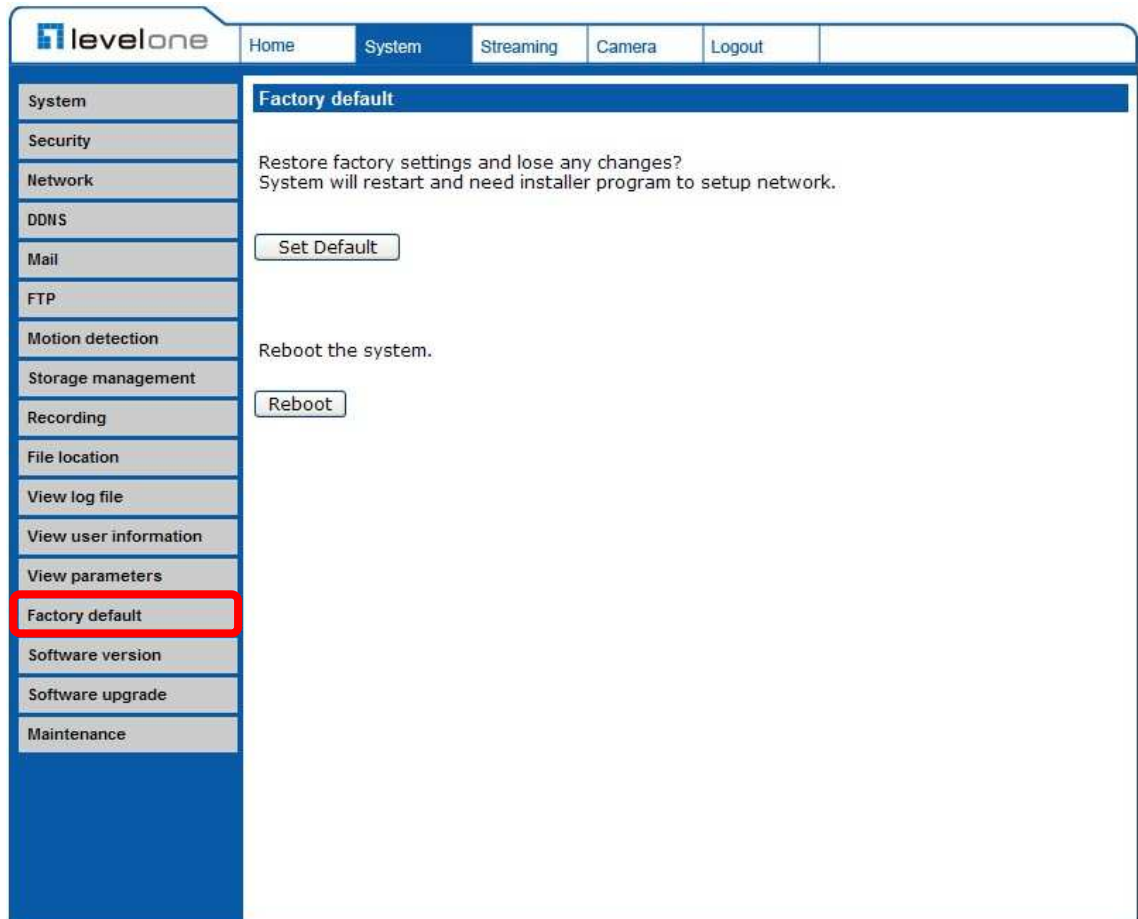 levelone
Home
System
Streaming
Camera
Logout
System
Security
Network
DDNS
Mail
FTP
Motion detection
Storage management
Recording
File location
View log file
View user information
View parameters
Factory default
Software version
Software upgrade
Maintenance
Factory default
Restore factory settings and lose any changes?
System will restart and need installer program to setup network.
Set Default
Reboot the system.
Reboot